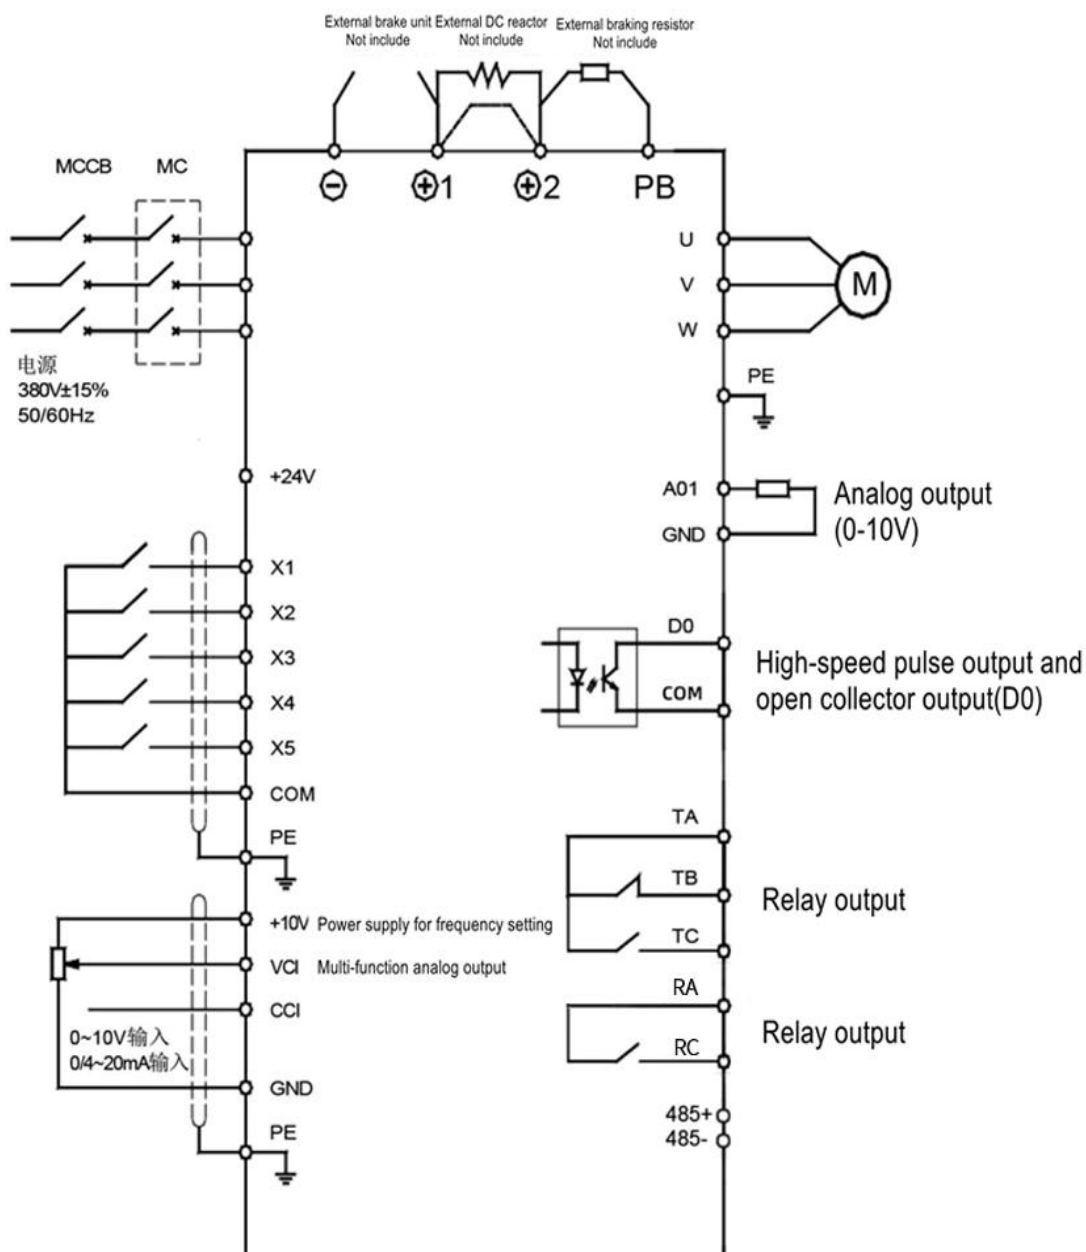 External brake unit External DC reactor External braking resistor
Not include Not include Not include
MCCB MC
⊖ ⊕1 ⊕2 PB
U
V
W
M
电源
380V±15%
50/60Hz
PE
+24V
A01
GND
Analog output
(0-10V)
X1
X2
X3
X4
X5
COM
PE
D0
COM
High-speed pulse output and
open collector output(D0)
TA
TB
TC
Relay output
RA
RC
Relay output
+10V Power supply for frequency setting
VCI Multi-function analog output
CCI
0~10V输入
0/4~20mA输入
GND
PE
485+
485-